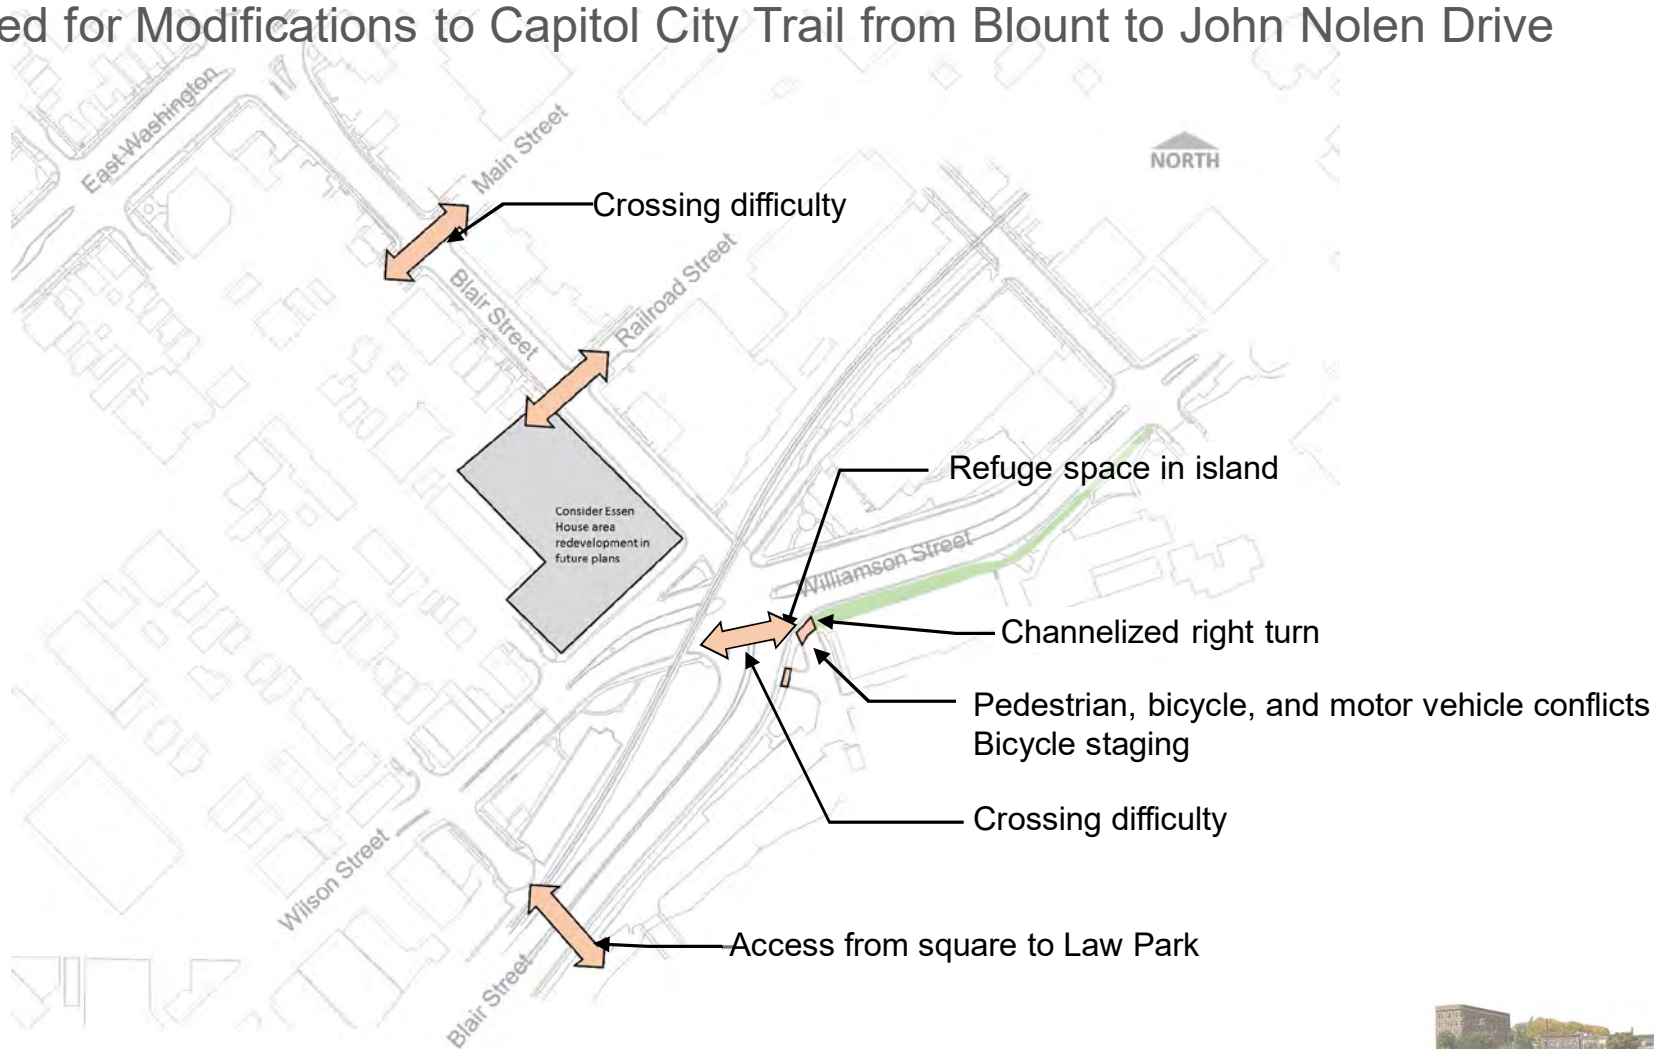 ed for Modifications to Capitol City Trail from Blount to John Nolen Drive
East Washington
Main Street
NORTH
Crossing difficulty
Blair Street
Railroad Street
Refuge space in island
Consider Essen
House area
redevelopment in
future plans
Williamson Street
Channelized right turn
Pedestrian, bicycle, and motor vehicle conflicts
Bicycle staging
Crossing difficulty
Wilson Street
Access from square to Law Park
Blair Street